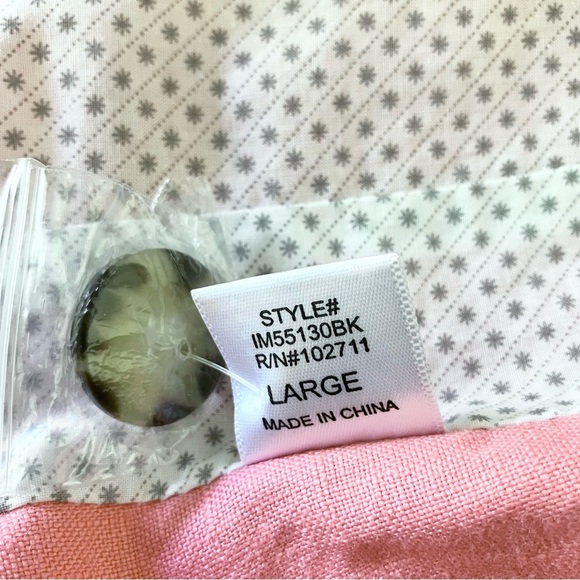 STYLE#
IM55130BK
R/N#102711
LARGE
MADE IN CHINA